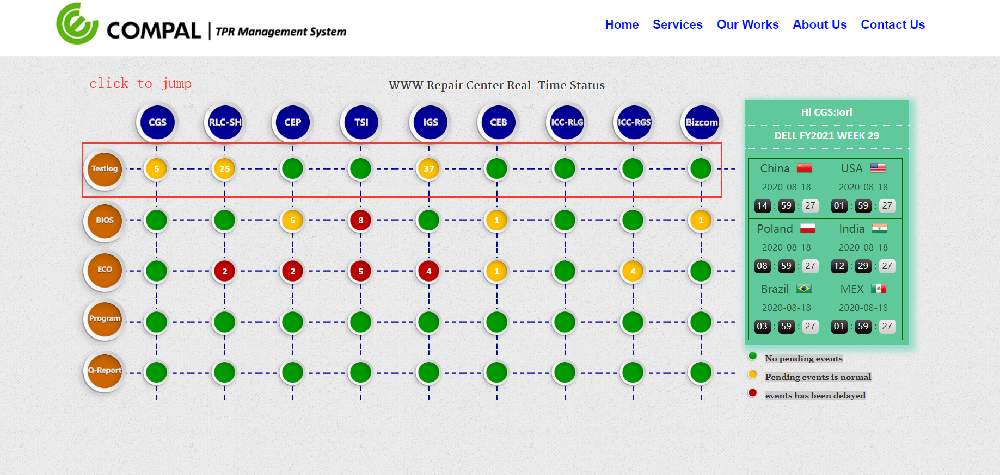 COMPAL | TPR Management System
Home Services Our Works About Us Contact Us
click to jump
WWW Repair Center Real-Time Status
CGS RLC-SH CEP TSI IGS CEB ICC-RLG ICC-RGS Bizcom
Testlog 5 25 37
BIOS 5 8 1 1
ECO 2 2 5 4 1 4
Program
Q-Report
Hi CGS:Iori
DELL FY2021 WEEK 29
China USA
2020-08-18 2020-08-18
14 : 59 : 27 01 : 59 : 27
Poland India
2020-08-18 2020-08-18
08 : 59 : 27 12 : 29 : 27
Brazil MEX
2020-08-18 2020-08-18
03 : 59 : 27 01 : 59 : 27
No pending events
Pending events is normal
events has been delayed